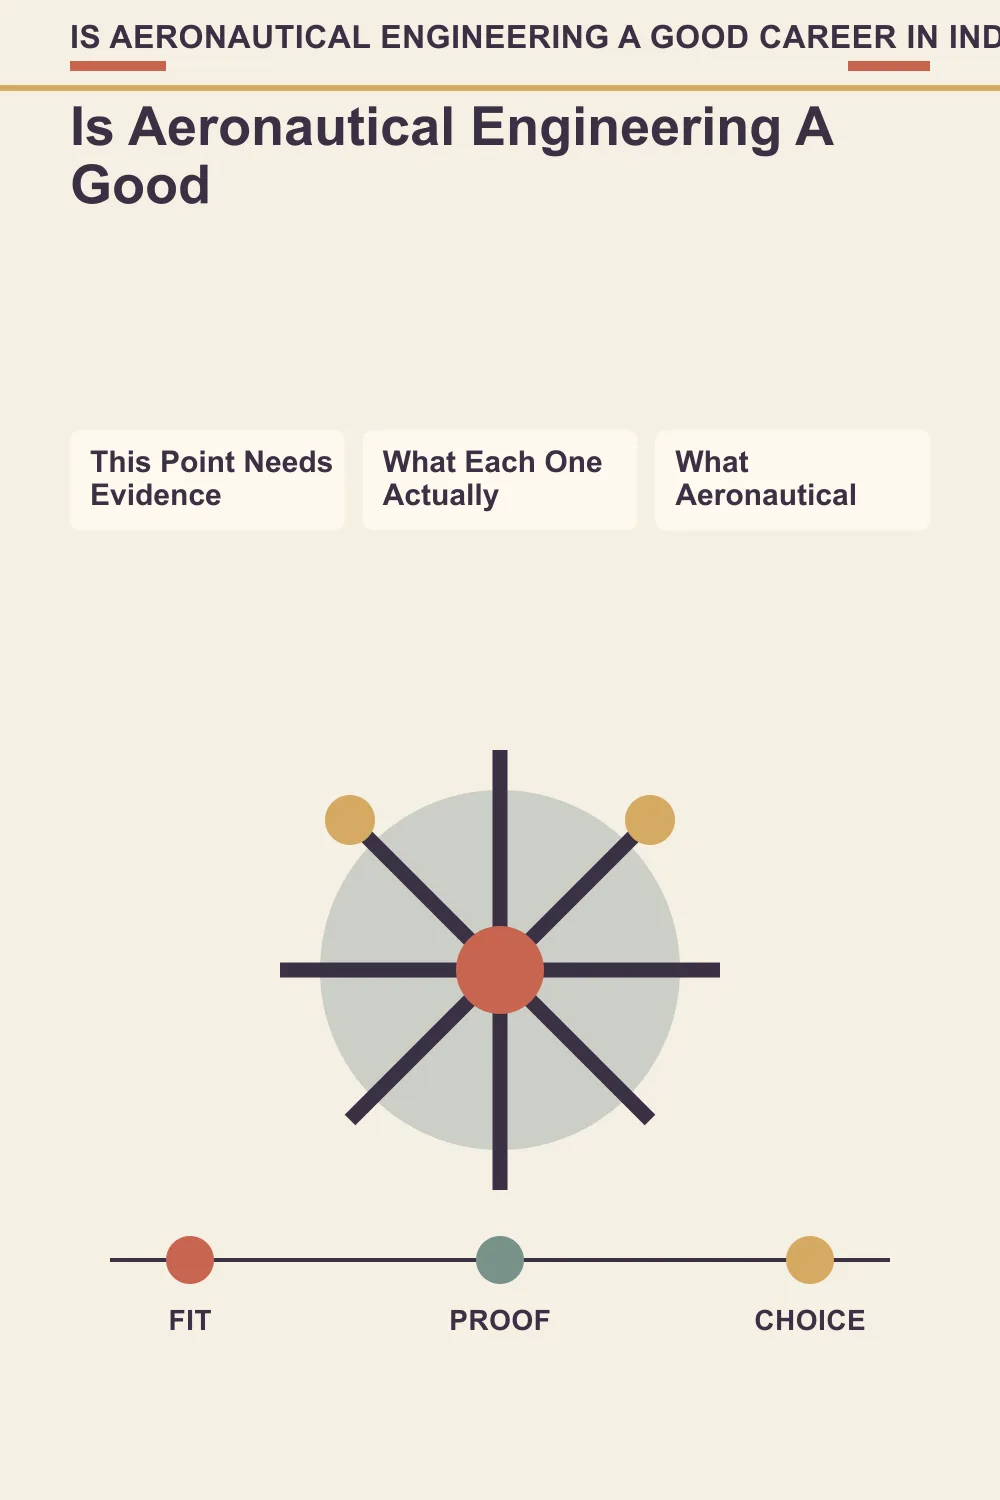 IS AERONAUTICAL ENGINEERING A GOOD CAREER IN IND
Is Aeronautical Engineering A
Good
This Point Needs
Evidence
What Each One
Actually
What
Aeronautical
FIT
PROOF
CHOICE